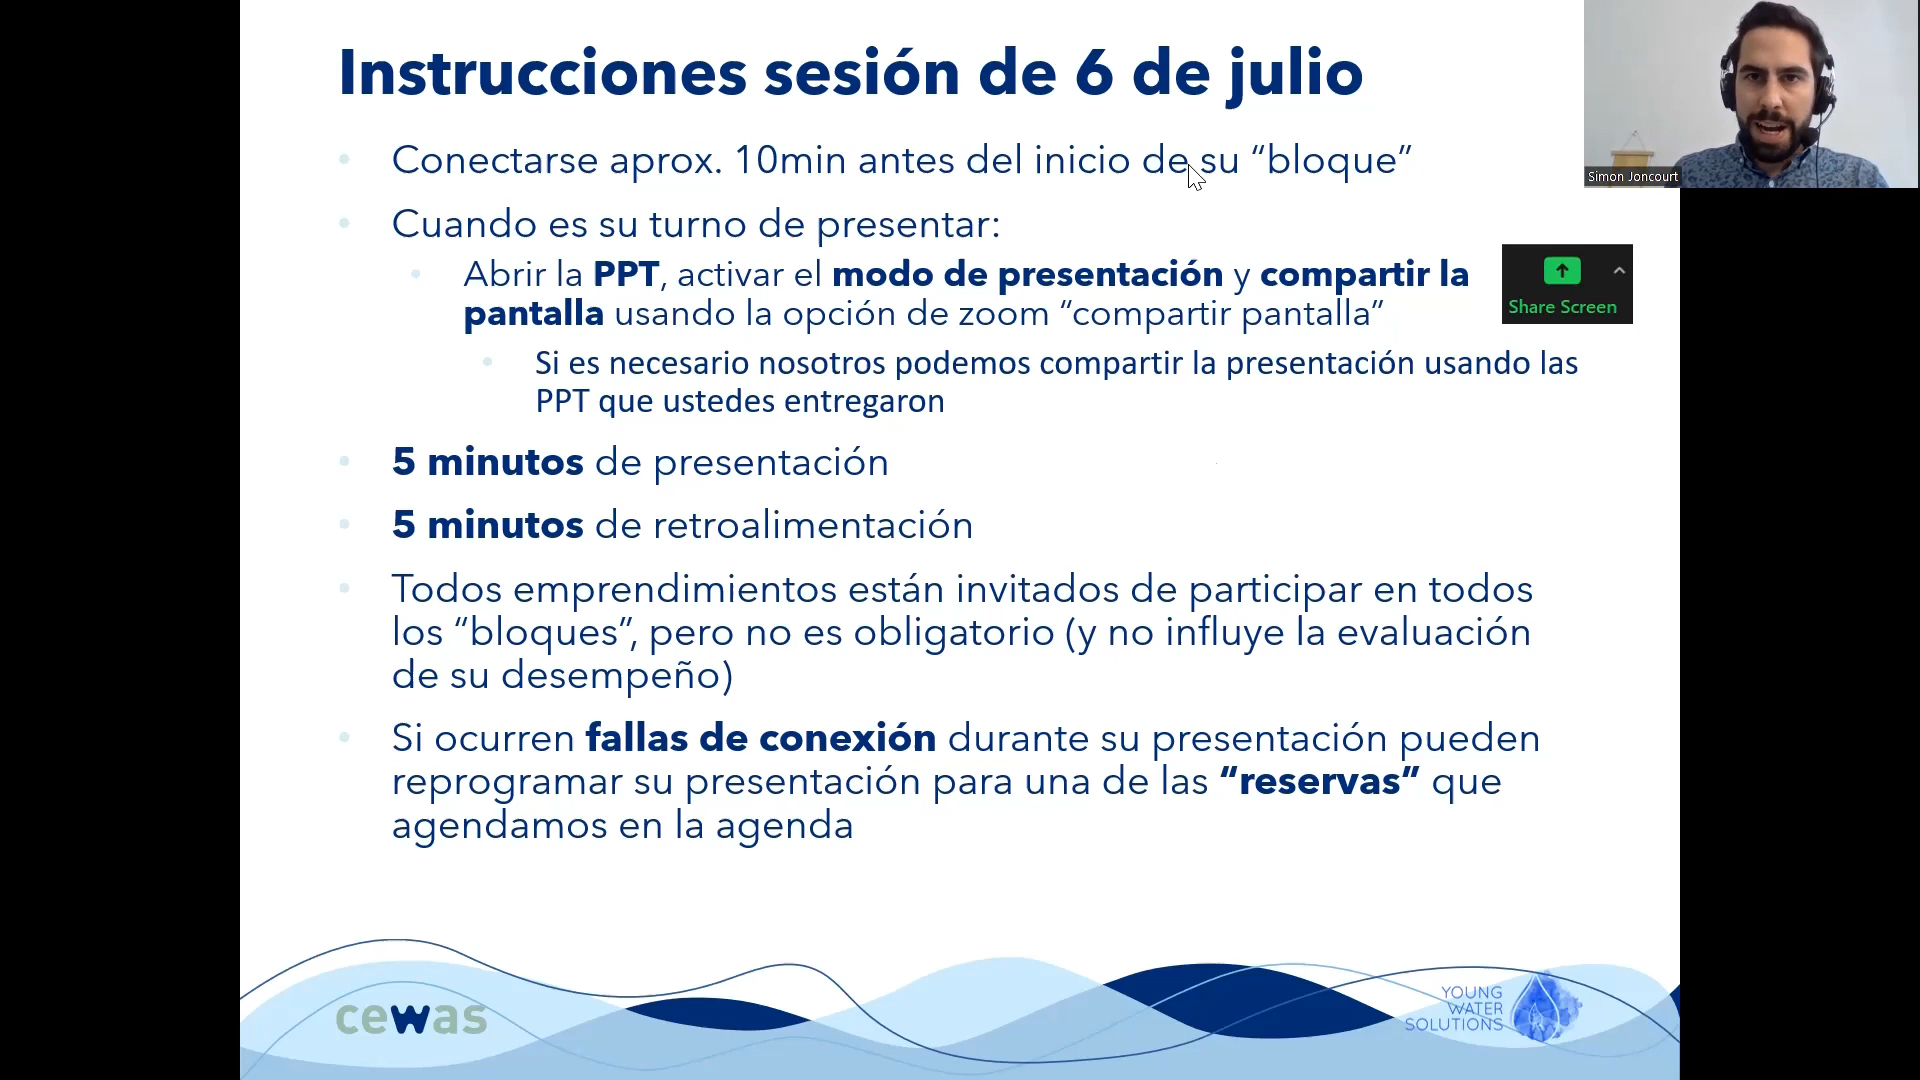 Instrucciones sesión de 6 de julio
Conectarse aprox. 10min antes del inicio de su “bloque”
Cuando es su turno de presentar:
Abrir la PPT, activar el modo de presentación y compartir la
pantalla usando la opción de zoom “compartir pantalla”
Si es necesario nosotros podemos compartir la presentación usando las
PPT que ustedes entregaron
5 minutos de presentación
5 minutos de retroalimentación
Todos emprendimientos están invitados de participar en todos
los “bloques”, pero no es obligatorio (y no influye la evaluación
de su desempeño)
Si ocurren fallas de conexión durante su presentación pueden
reprogramar su presentación para una de las “reservas” que
agendamos en la agenda
Simon Joncourt
Share Screen
cewas
YOUNG
WATER
SOLUTIONS